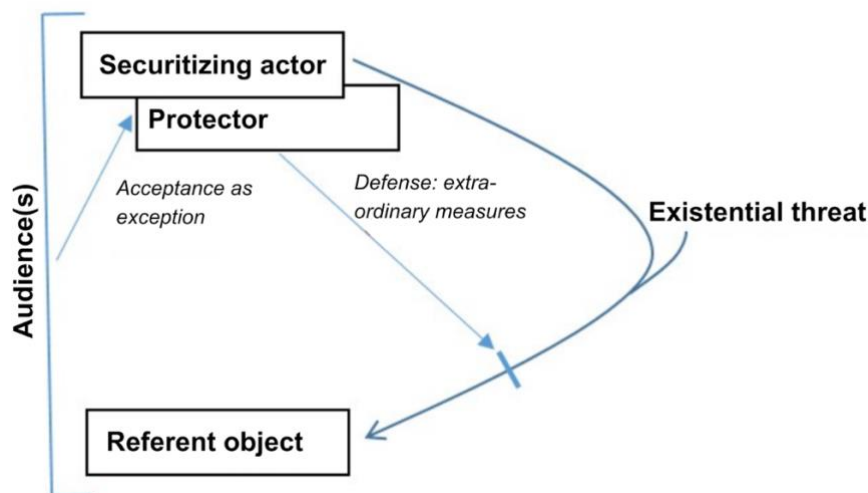 Securitizing actor
Protector
Acceptance as
exception
Defense: extra-
ordinary measures
Existential threat
Audience(s)
Referent object